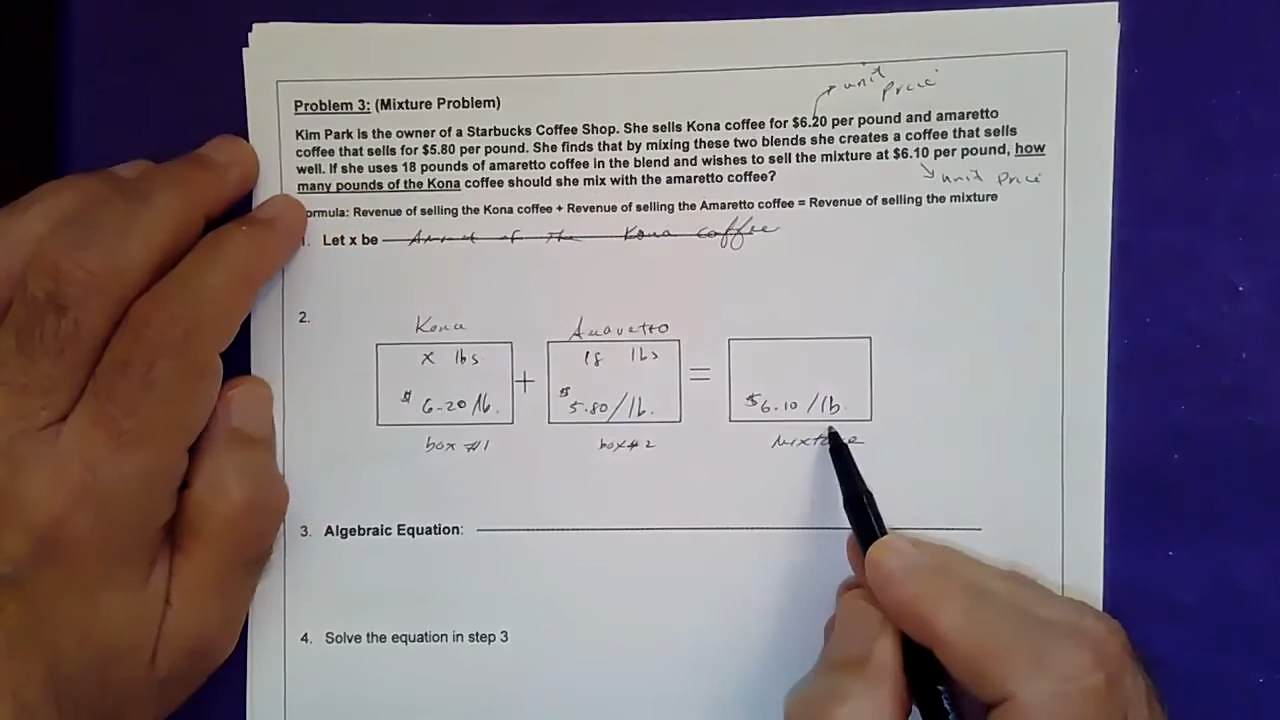 unit
price
Problem 3: (Mixture Problem)
Kim Park is the owner of a Starbucks Coffee Shop. She sells Kona coffee for $6.20 per pound and amaretto
coffee that sells for $5.80 per pound. She finds that by mixing these two blends she creates a coffee that sells
well. If she uses 18 pounds of amaretto coffee in the blend and wishes to sell the mixture at $6.10 per pound, how
many pounds of the Kona coffee should she mix with the amaretto coffee?
unit price
ormula: Revenue of selling the Kona coffee + Revenue of selling the Amaretto coffee = Revenue of selling the mixture
1. Let x be Amount of the Kona coffee
2.
Kona Amaretto
x lbs + 18 lbs =
$6.20/lb. $5.80/lb. $6.10/lb.
box #1 box #2 Mixture
3. Algebraic Equation:
4. Solve the equation in step 3